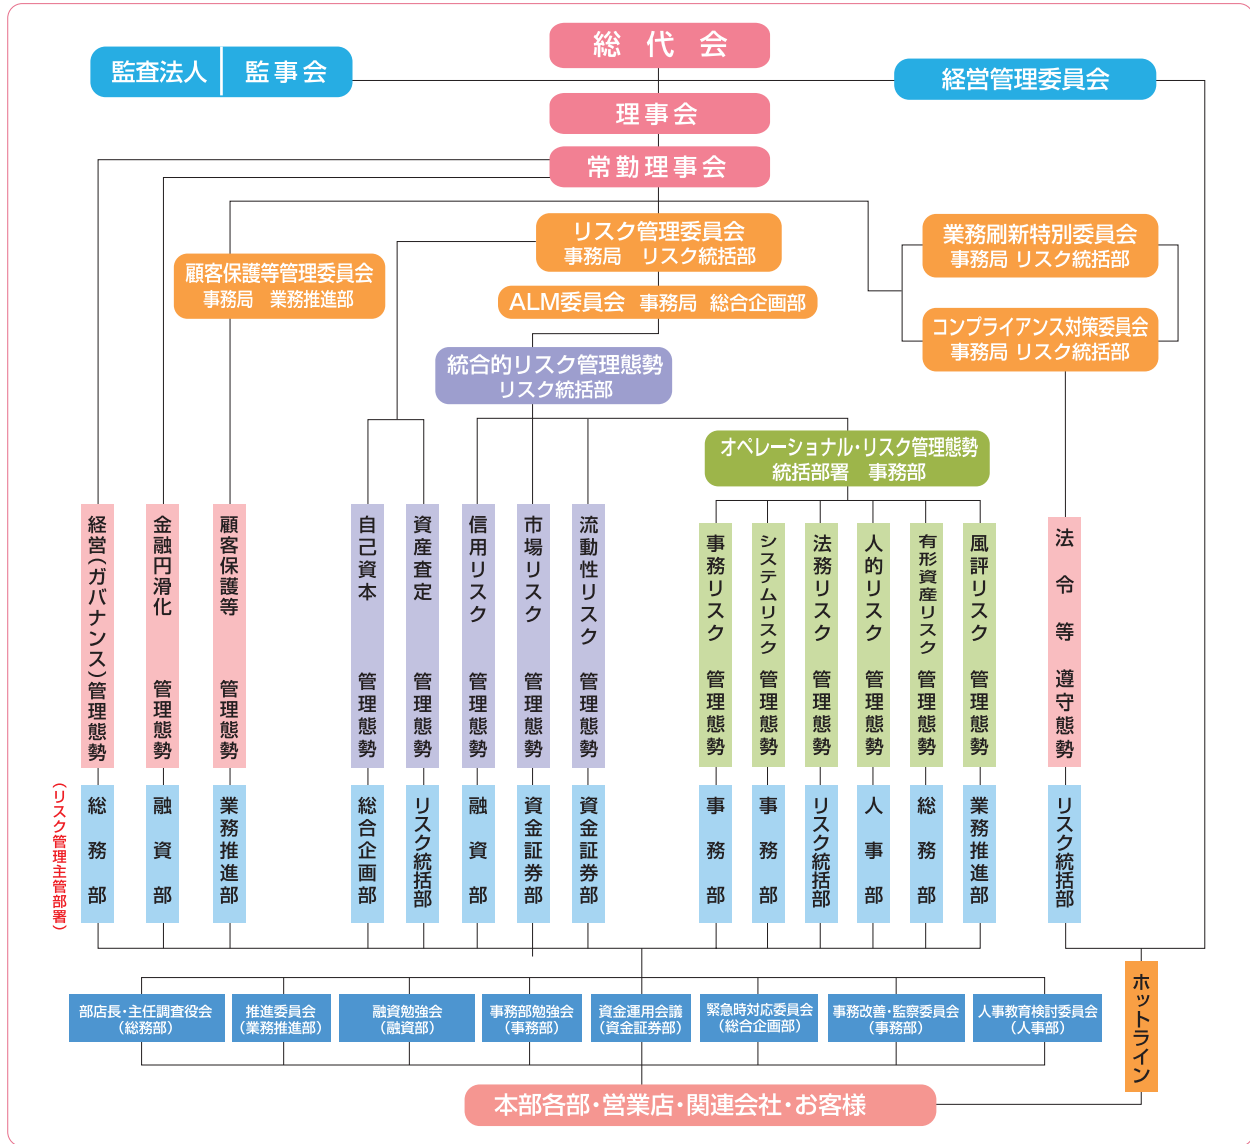 総代会
監査法人
監事会
経営管理委員会
理事会
常勤理事会
リスク管理委員会
事務局 リスク統括部
業務刷新特別委員会
事務局 リスク統括部
顧客保護等管理委員会
事務局 業務推進部
ALM委員会 事務局 総合企画部
コンプライアンス対策委員会
事務局 リスク統括部
統合的リスク管理態勢
リスク統括部
オペレーショナル・リスク管理態勢
統括部署 事務部
経営(ガバナンス)管理態勢
金融円滑化 管理態勢
顧客保護等 管理態勢
自己資本 管理態勢
資産査定 管理態勢
信用リスク 管理態勢
市場リスク 管理態勢
流動性リスク 管理態勢
事務リスク 管理態勢
システムリスク 管理態勢
法務リスク 管理態勢
人的リスク 管理態勢
有形資産リスク 管理態勢
風評リスク 管理態勢
法令等遵守態勢
(リスク管理主管部署)
総務部
融資部
業務推進部
総合企画部
リスク統括部
融資部
資金証券部
資金証券部
事務部
事務部
リスク統括部
人事部
総務部
業務推進部
リスク統括部
部店長・主任調査役会
(総務部)
推進委員会
(業務推進部)
融資勉強会
(融資部)
事務部勉強会
(事務部)
資金運用会議
(資金証券部)
緊急時対応委員会
(総合企画部)
事務改善・監察委員会
(事務部)
人事教育検討委員会
(人事部)
ホットライン
本部各部・営業店・関連会社・お客様